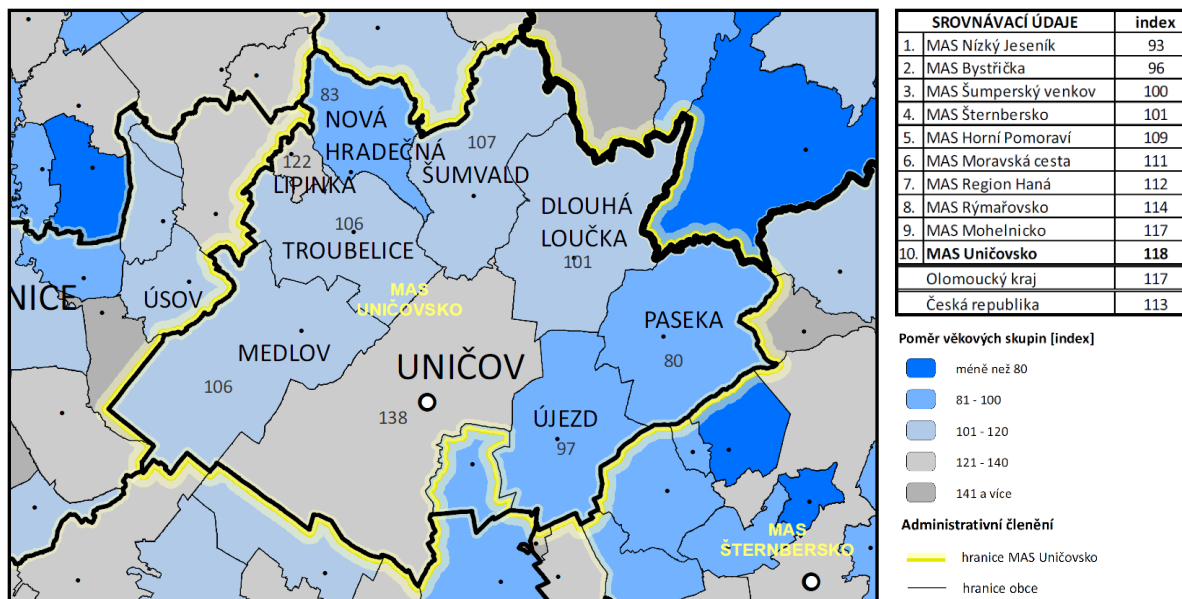 83
NOVÁ
HRADEČNÁ
107
ŠUMVALD
122
LIPINKA
106
TROUBELICE
DLOUHÁ
LOUČKA
101
NICE
ÚSOV
MAS
UNIČOVSKO
PASEKA
80
MEDLOV
106
UNIČOV
138
ÚJEZD
97
MAS
ŠTERNBERSKO
SROVNÁVACÍ ÚDAJE index
1. MAS Nízký Jeseník 93
2. MAS Bystřička 96
3. MAS Šumperský venkov 100
4. MAS Šternbersko 101
5. MAS Horní Pomoraví 109
6. MAS Moravská cesta 111
7. MAS Region Haná 112
8. MAS Rýmařovsko 114
9. MAS Mohelnicko 117
10. MAS Uničovsko 118
Olomoucký kraj 117
Česká republika 113
Poměr věkových skupin [index]
méně než 80
81 - 100
101 - 120
121 - 140
141 a více
Administrativní členění
hranice MAS Uničovsko
hranice obce